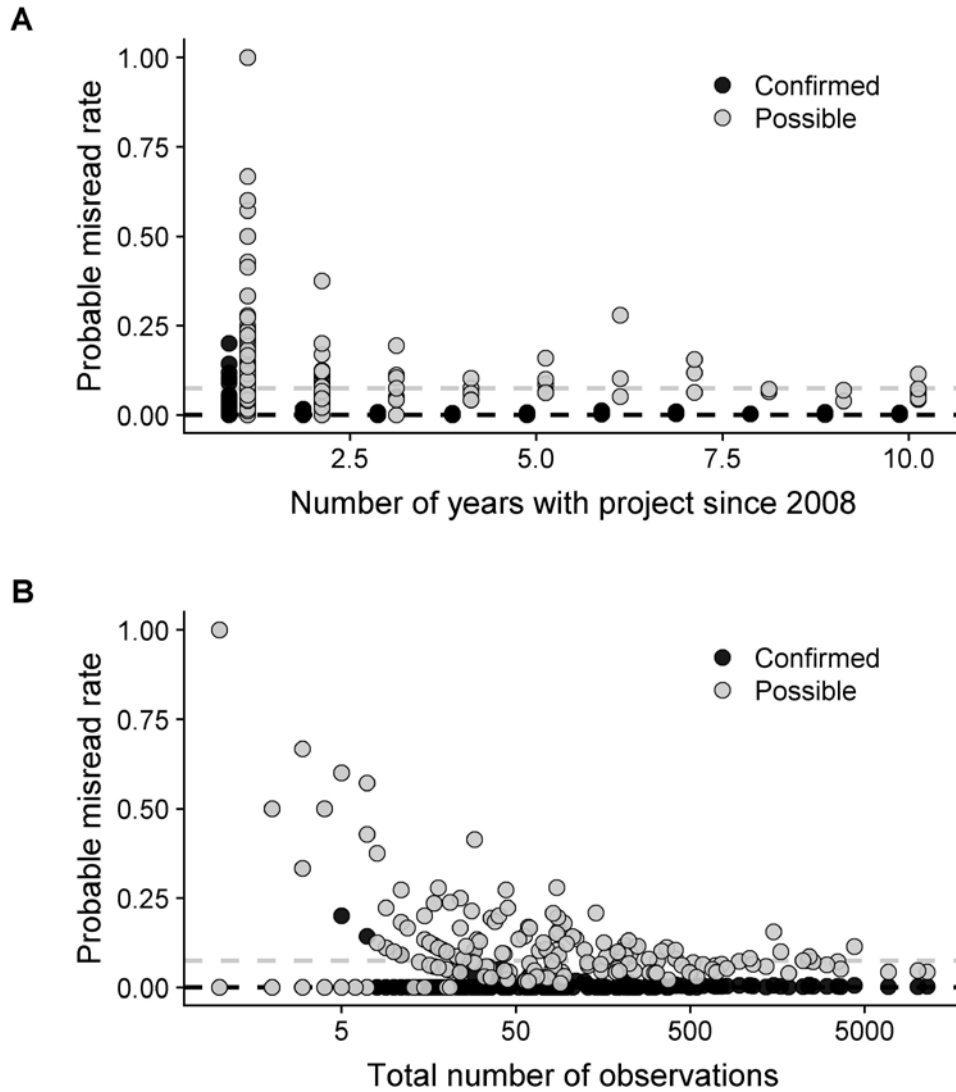 A
Probable misread rate
1.00
0.75
0.50
0.25
0.00
Confirmed
Possible
2.5 5.0 7.5 10.0
Number of years with project since 2008
B
Probable misread rate
1.00
0.75
0.50
0.25
0.00
Confirmed
Possible
5 50 500 5000
Total number of observations